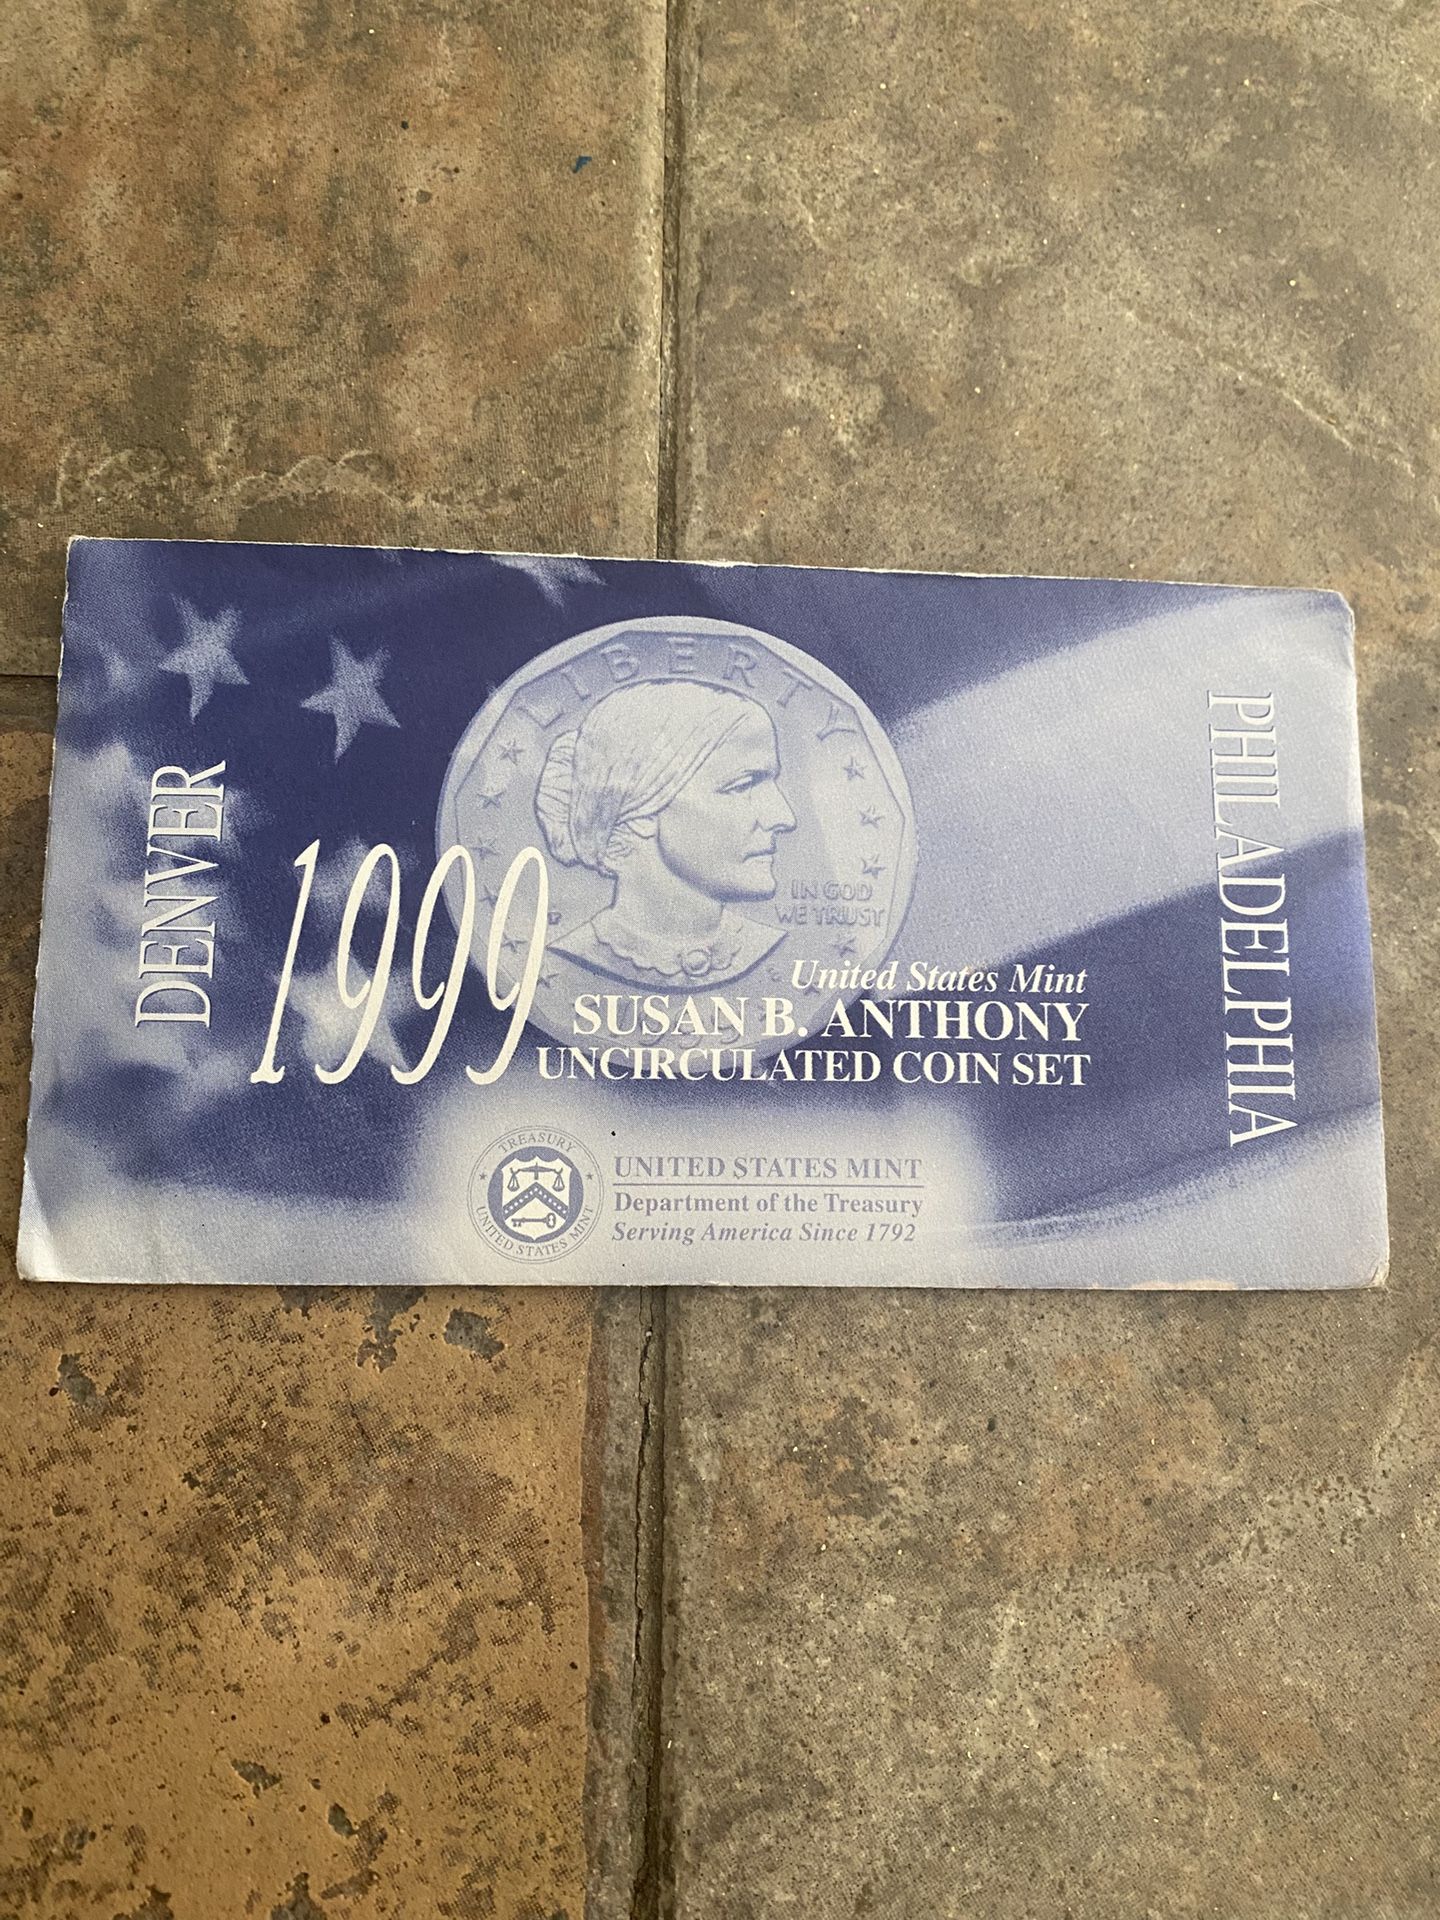 DENVER
LIBERTY
IN GOD
WE TRUST
1999
United States Mint
SUSAN B. ANTHONY
UNCIRCULATED COIN SET
PHILADELPHIA
TREASURY
UNITED STATES MINT
UNITED STATES MINT
Department of the Treasury
Serving America Since 1792